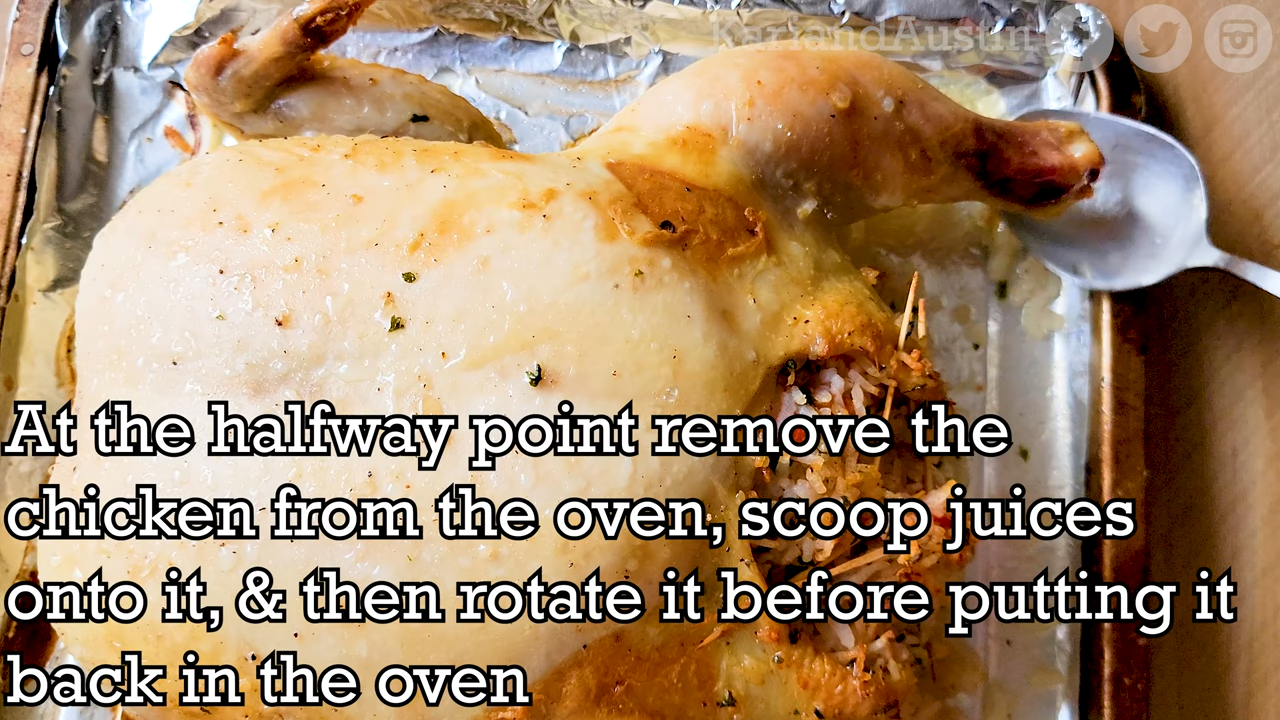 KariandAustin
At the halfway point remove the
chicken from the oven, scoop juices
onto it, & then rotate it before putting it
back in the oven